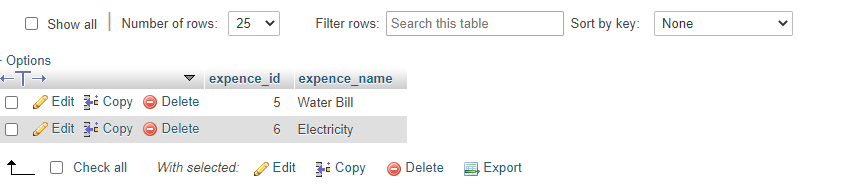 Show all | Number of rows: 25 Filter rows: Search this table Sort by key: None
+ Options
←T→ ▼ expence_id expence_name
Edit Copy Delete 5 Water Bill
Edit Copy Delete 6 Electricity
Check all With selected: Edit Copy Delete Export